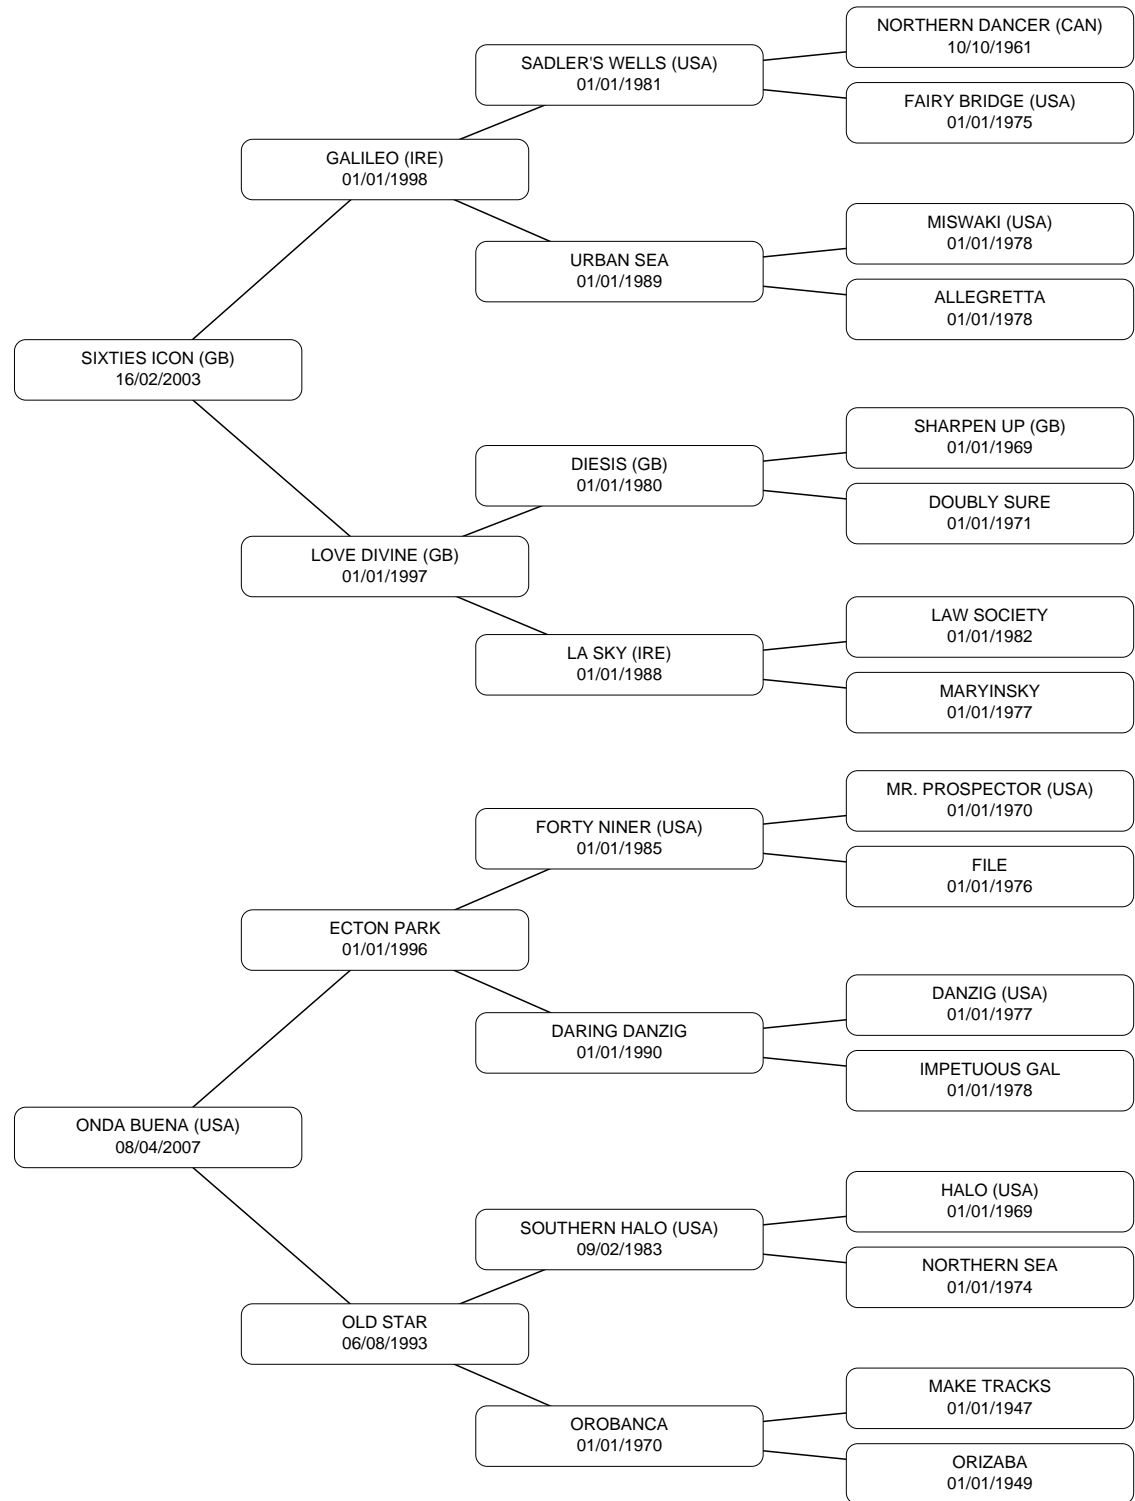 NORTHERN DANCER (CAN)
10/10/1961
SADLER'S WELLS (USA)
01/01/1981
FAIRY BRIDGE (USA)
01/01/1975
GALILEO (IRE)
01/01/1998
MISWAKI (USA)
01/01/1978
URBAN SEA
01/01/1989
ALLEGRETTA
01/01/1978
SIXTIES ICON (GB)
16/02/2003
SHARPEN UP (GB)
01/01/1969
DIESIS (GB)
01/01/1980
DOUBLY SURE
01/01/1971
LOVE DIVINE (GB)
01/01/1997
LAW SOCIETY
01/01/1982
LA SKY (IRE)
01/01/1988
MARYINSKY
01/01/1977
MR. PROSPECTOR (USA)
01/01/1970
FORTY NINER (USA)
01/01/1985
FILE
01/01/1976
ECTON PARK
01/01/1996
DANZIG (USA)
01/01/1977
DARING DANZIG
01/01/1990
IMPETUOUS GAL
01/01/1978
ONDA BUENA (USA)
08/04/2007
HALO (USA)
01/01/1969
SOUTHERN HALO (USA)
09/02/1983
NORTHERN SEA
01/01/1974
OLD STAR
06/08/1993
MAKE TRACKS
01/01/1947
OROBANCA
01/01/1970
ORIZABA
01/01/1949